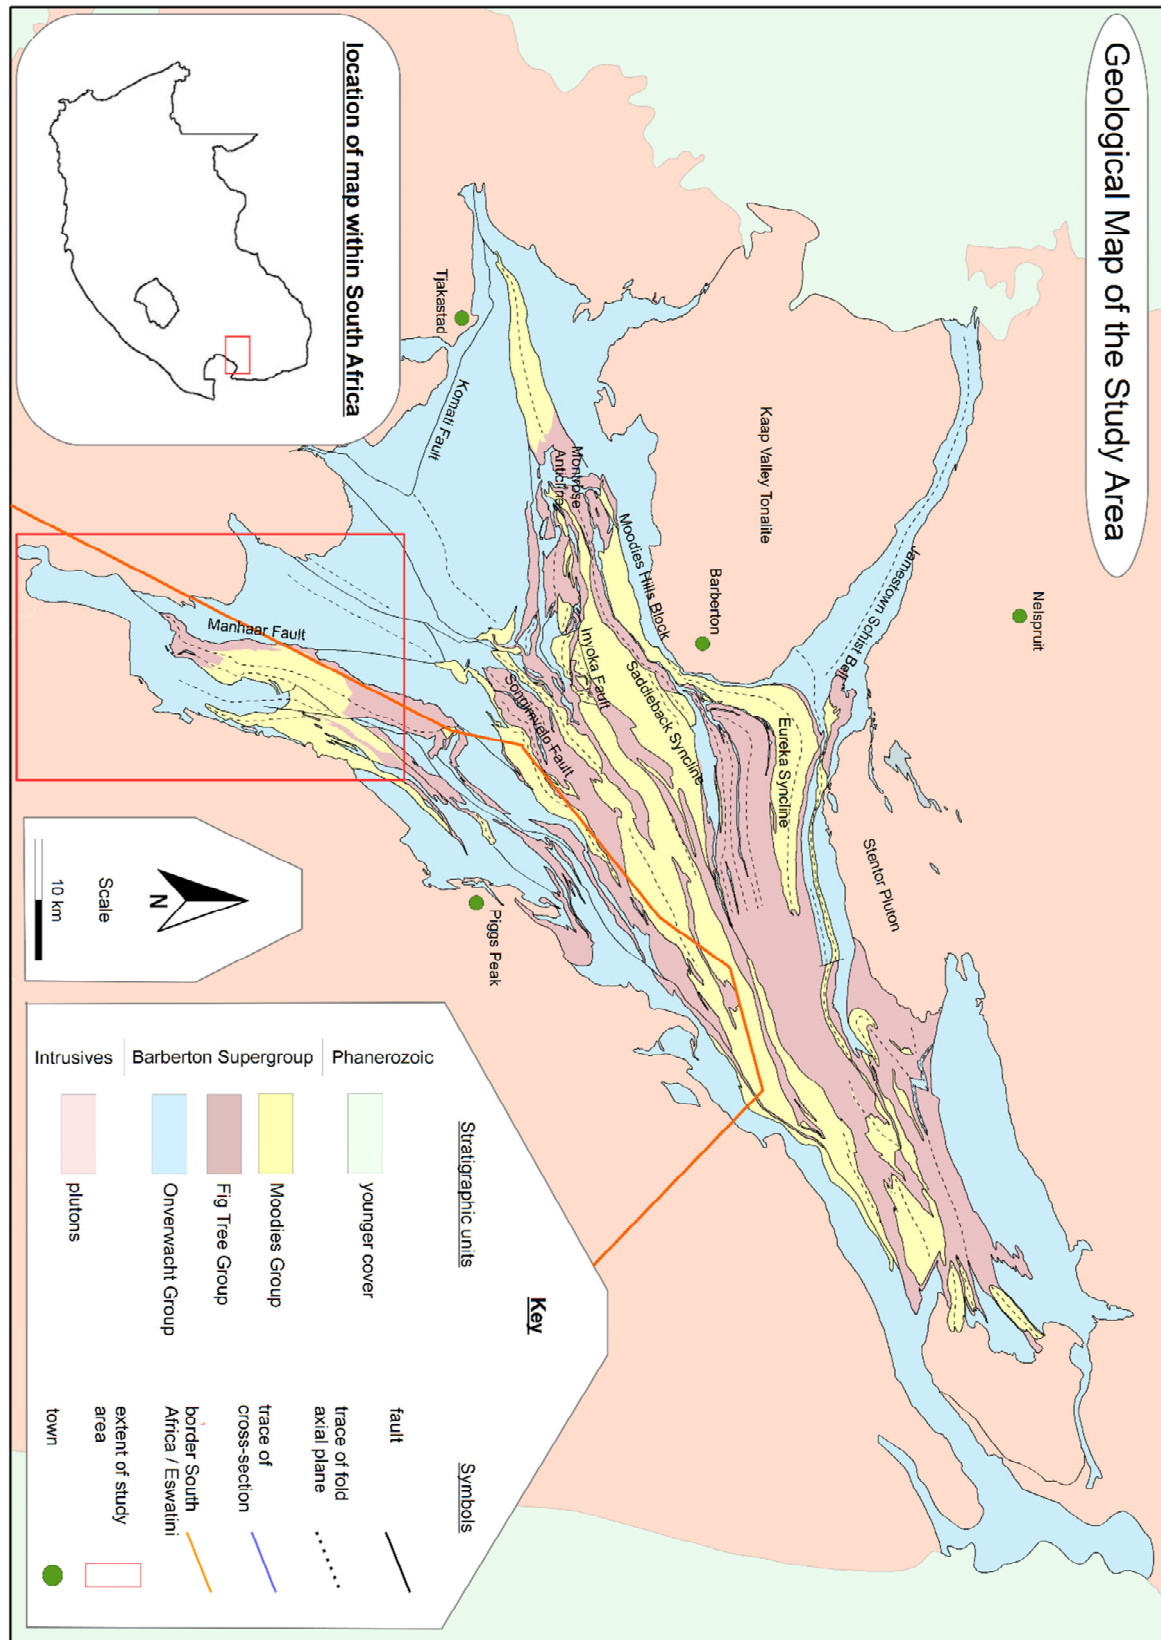 Geological Map of the Study Area
Nelspruit
Jamestown Schist Belt
Stentor Pluton
Kaap Valley Tonalite
Barberton
Eureka Syncline
Moodies Hills Block
Saddleback Syncline
Montrose
Anticline
Inyoka Fault
Songimvelo Fault
Tjakastad
Komati Fault
Piggs Peak
Manhaar Fault
location of map within South Africa
N
Scale
10 km
Key
Stratigraphic units
Phanerozoic
younger cover
Barberton Supergroup
Moodies Group
Fig Tree Group
Onverwacht Group
Intrusives
plutons
Symbols
fault
trace of fold
axial plane
trace of
cross-section
border South
Africa / Eswatini
extent of study
area
town